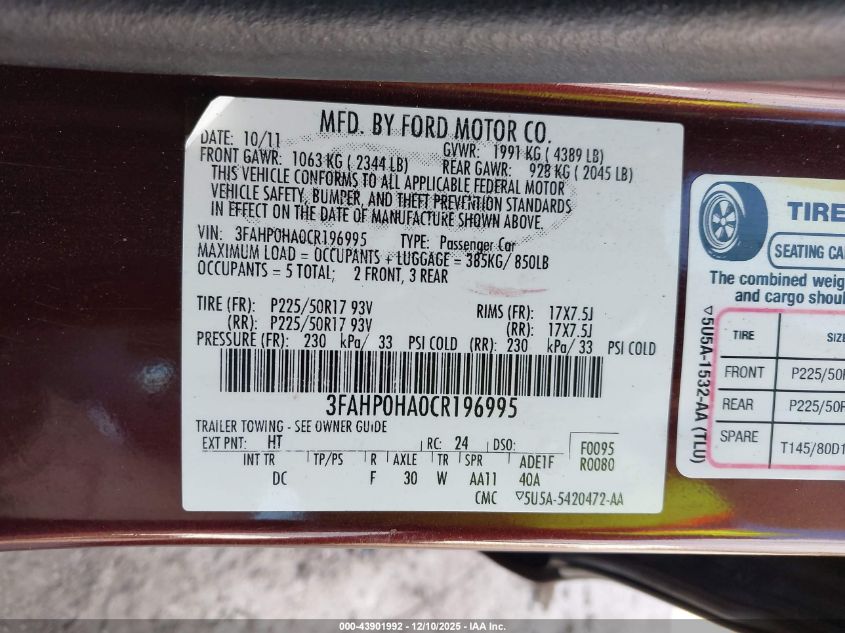 MFD. BY FORD MOTOR CO.
DATE: 10/11 GVWR: 1991 KG ( 4389 LB)
FRONT GAWR: 1063 KG ( 2344 LB) REAR GAWR: 928 KG ( 2045 LB)
THIS VEHICLE CONFORMS TO ALL APPLICABLE FEDERAL MOTOR
VEHICLE SAFETY, BUMPER, AND THEFT PREVENTION STANDARDS
IN EFFECT ON THE DATE OF MANUFACTURE SHOWN ABOVE.
VIN: 3FAHP0HA0CR196995 TYPE: Passenger Car
MAXIMUM LOAD = OCCUPANTS + LUGGAGE = 385KG/ 850LB
OCCUPANTS = 5 TOTAL; 2 FRONT, 3 REAR
TIRE (FR): P225/50R17 93V RIMS (FR): 17X7.5J
(RR): P225/50R17 93V (RR): 17X7.5J
PRESSURE (FR): 230 kPa/ 33 PSI COLD (RR): 230 kPa/ 33 PSI COLD
3FAHP0HA0CR196995
TRAILER TOWING - SEE OWNER GUIDE
EXT PNT: HT RC: 24 DSO: F0095
R0080
INT TR TP/PS R AXLE TR SPR ADE1F
DC F 30 W AA11 40A
CMC ▽5U5A-5420472-AA
TIRE
SEATING CA
The combined weig
and cargo shoul
TIRE SIZE
FRONT P225/50R
REAR P225/50R
SPARE T145/80D1
▽5U5A-1532-AA (TLU)
000-43901992 - 12/10/2025 - IAA Inc.